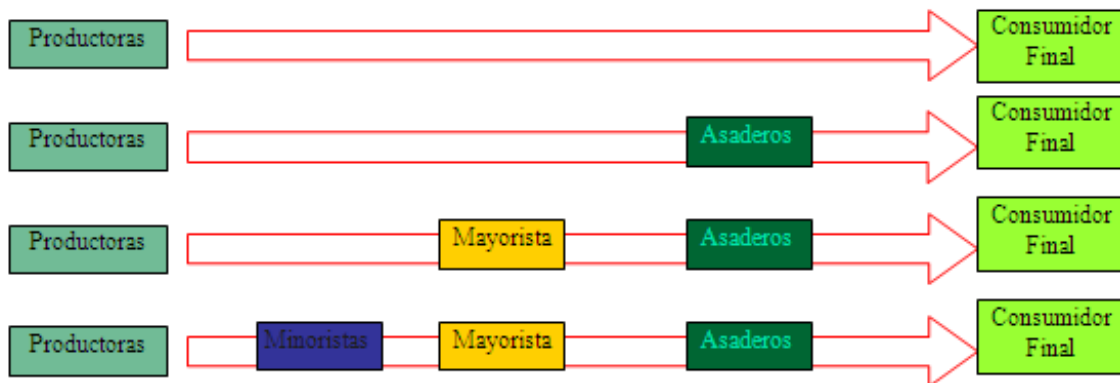 Productoras
Consumidor
Final
Productoras
Asaderos
Consumidor
Final
Productoras
Mayorista
Asaderos
Consumidor
Final
Productoras
Minoristas
Mayorista
Asaderos
Consumidor
Final